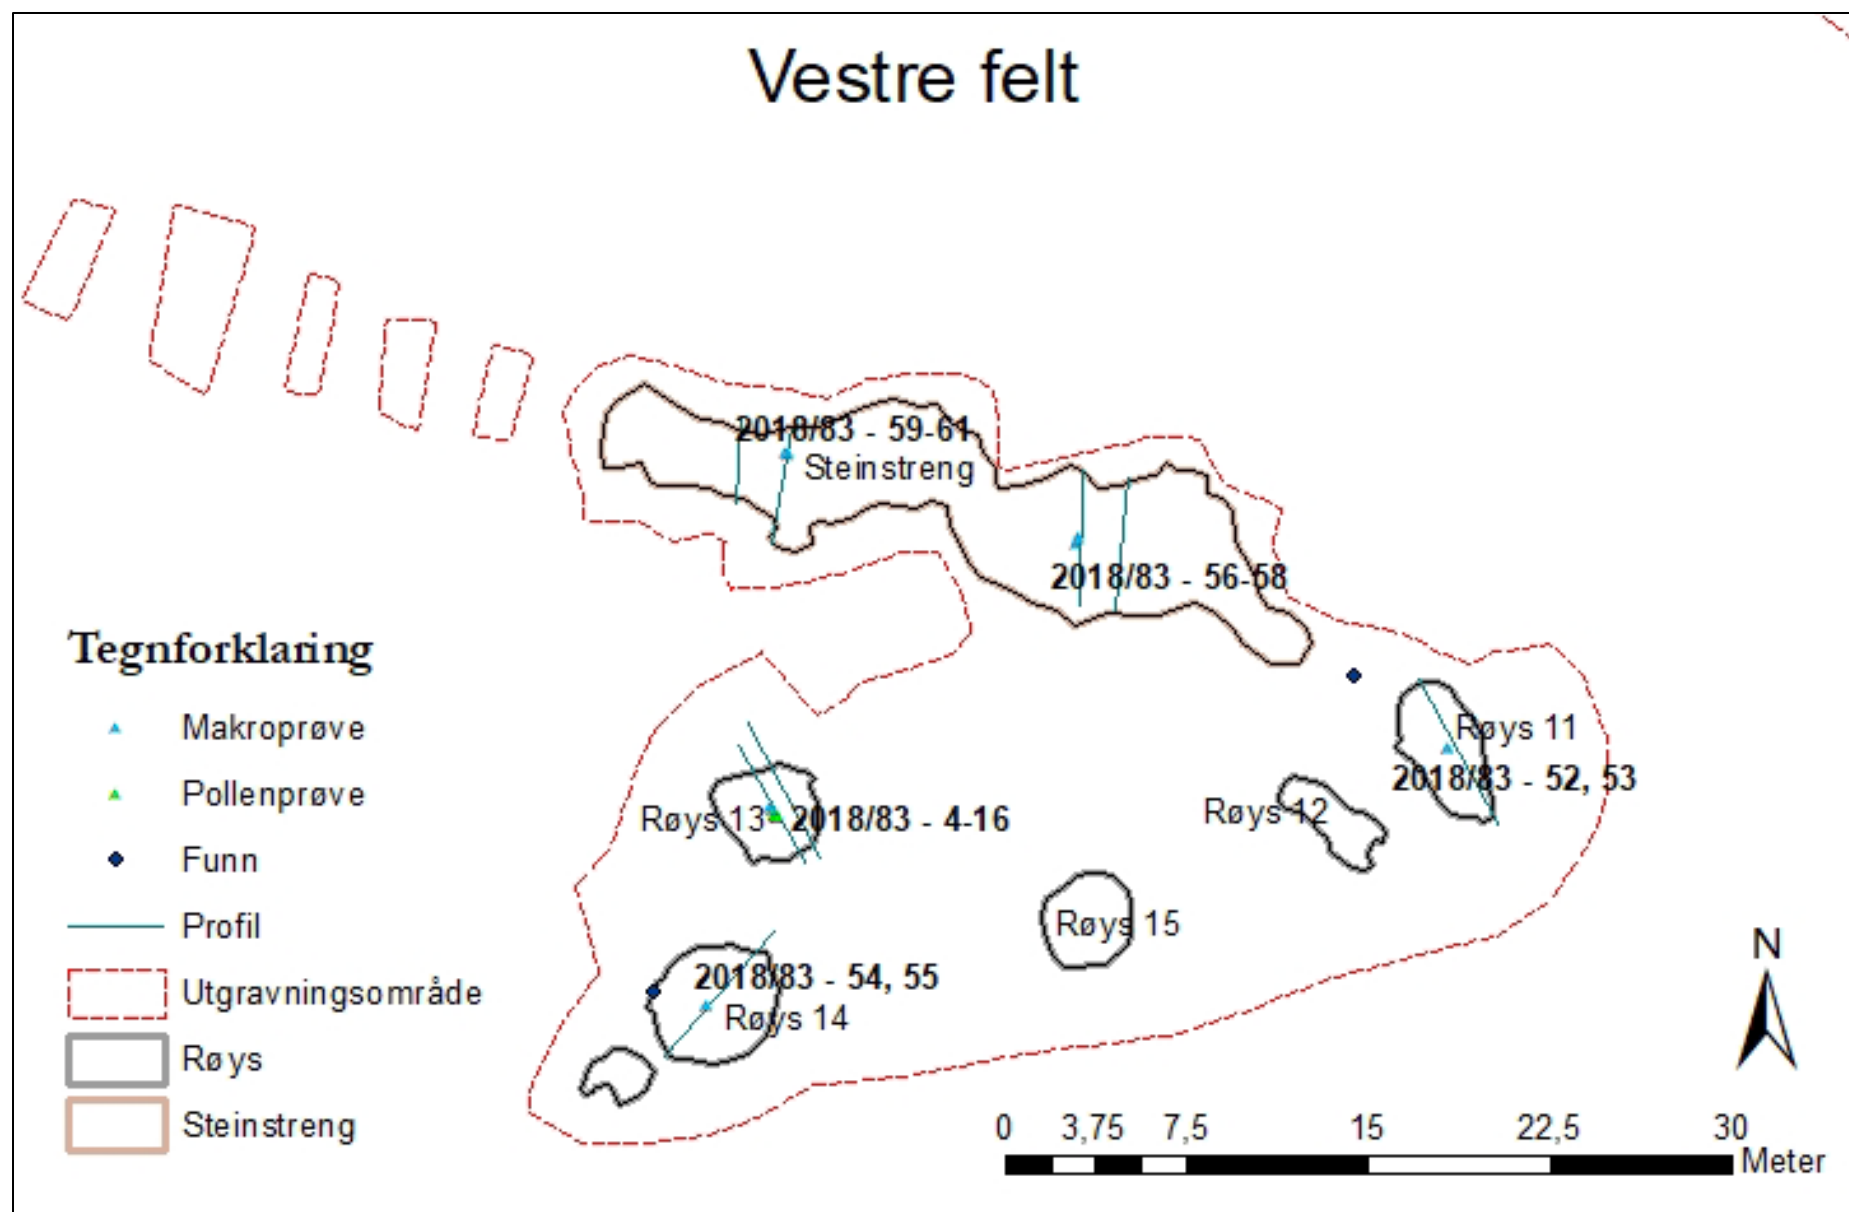 Vestre felt
2018/83 - 59-61
Steinstreng
2018/83 - 56-58
Røys 11
2018/83 - 52, 53
Røys 12
Røys 13
2018/83 - 4-16
Røys 15
2018/83 - 54, 55
Røys 14
Tegnforklaring
Makroprøve
Pollenprøve
Funn
Profil
Utgravningsområde
Røys
Steinstreng
N
0 3,75 7,5 15 22,5 30
Meter